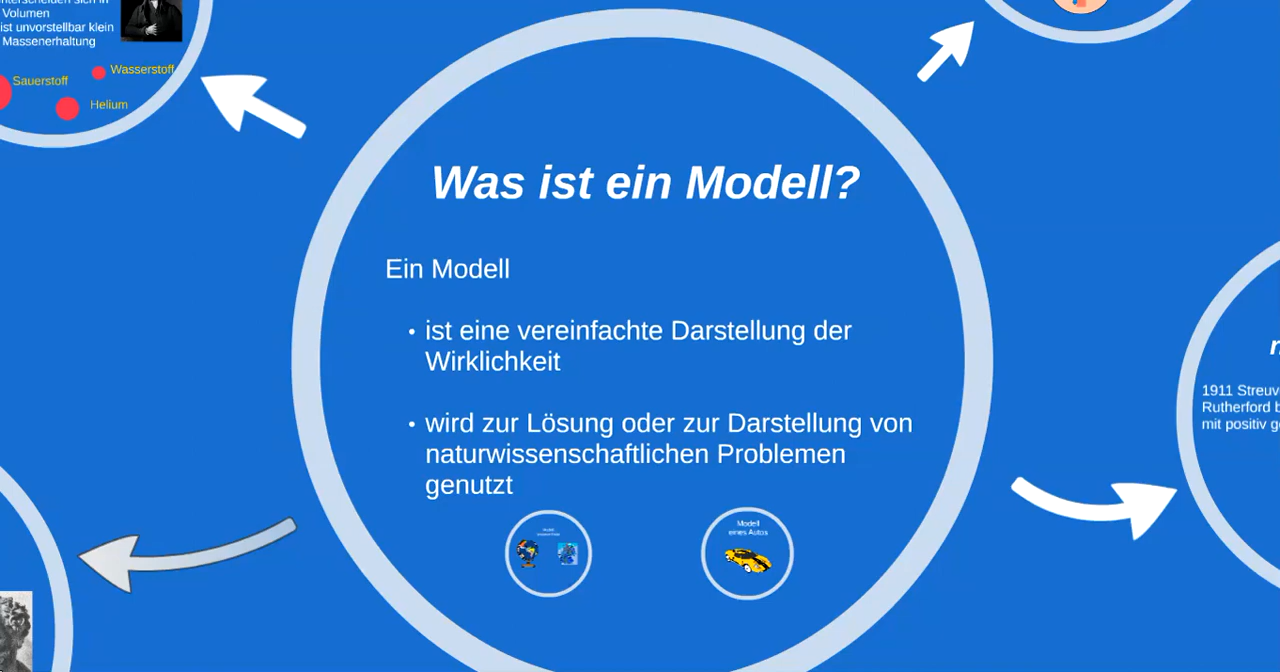 Volumen
ist unvorstellbar klein
Massenerhaltung
Sauerstoff
Wasserstoff
Helium
Was ist ein Modell?
Ein Modell
• ist eine vereinfachte Darstellung der
Wirklichkeit
• wird zur Lösung oder zur Darstellung von
naturwissenschaftlichen Problemen
genutzt
Modell
eines Autos
1911
Rutherford
mit positiv